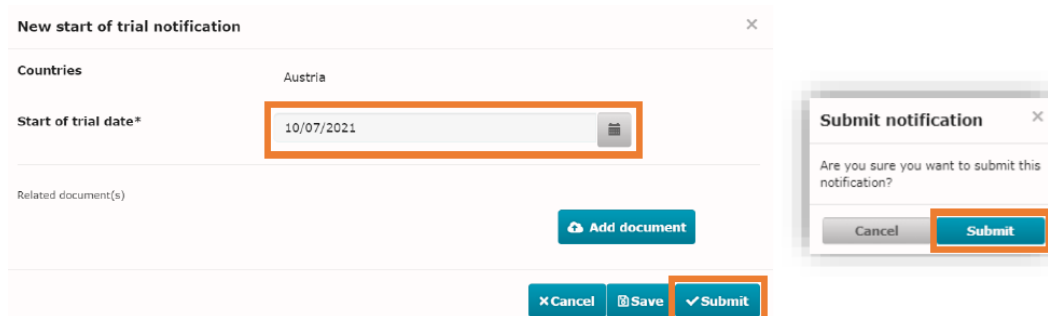 New start of trial notification
Countries
Austria
Start of trial date*
10/07/2021
Related document(s)
Add document
Cancel
Save
Submit
Submit notification
Are you sure you want to submit this
notification?
Cancel
Submit